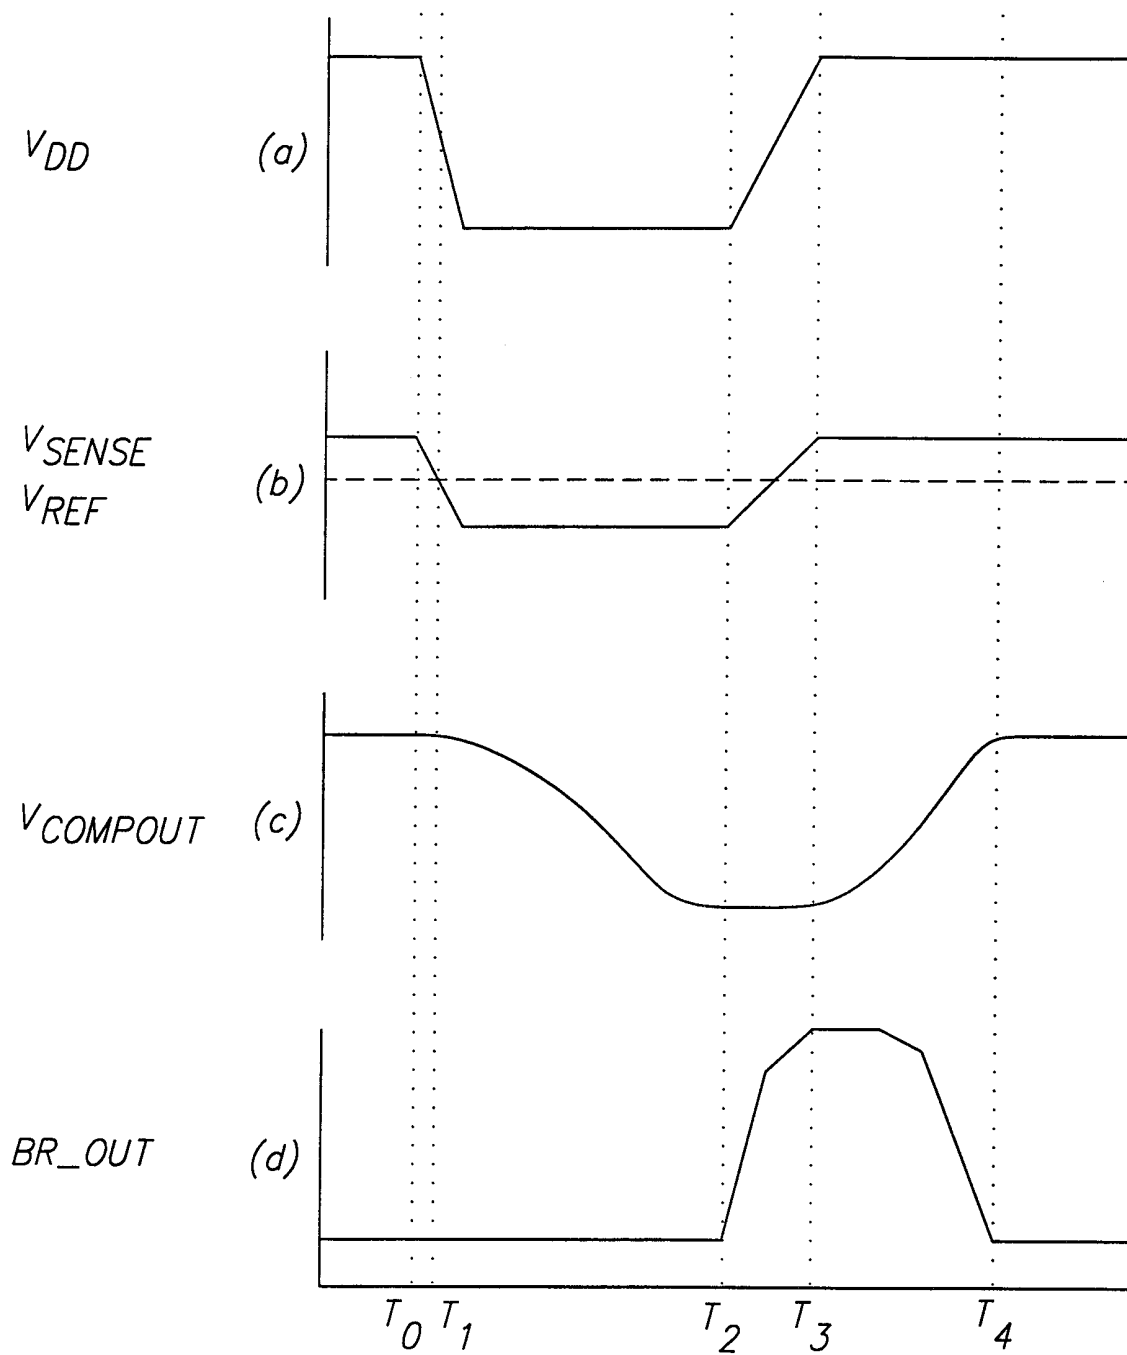 VDD (a)
VSENSE
VREF (b)
VCOMPOUT (c)
BR_OUT (d)
T0 T1 T2 T3 T4